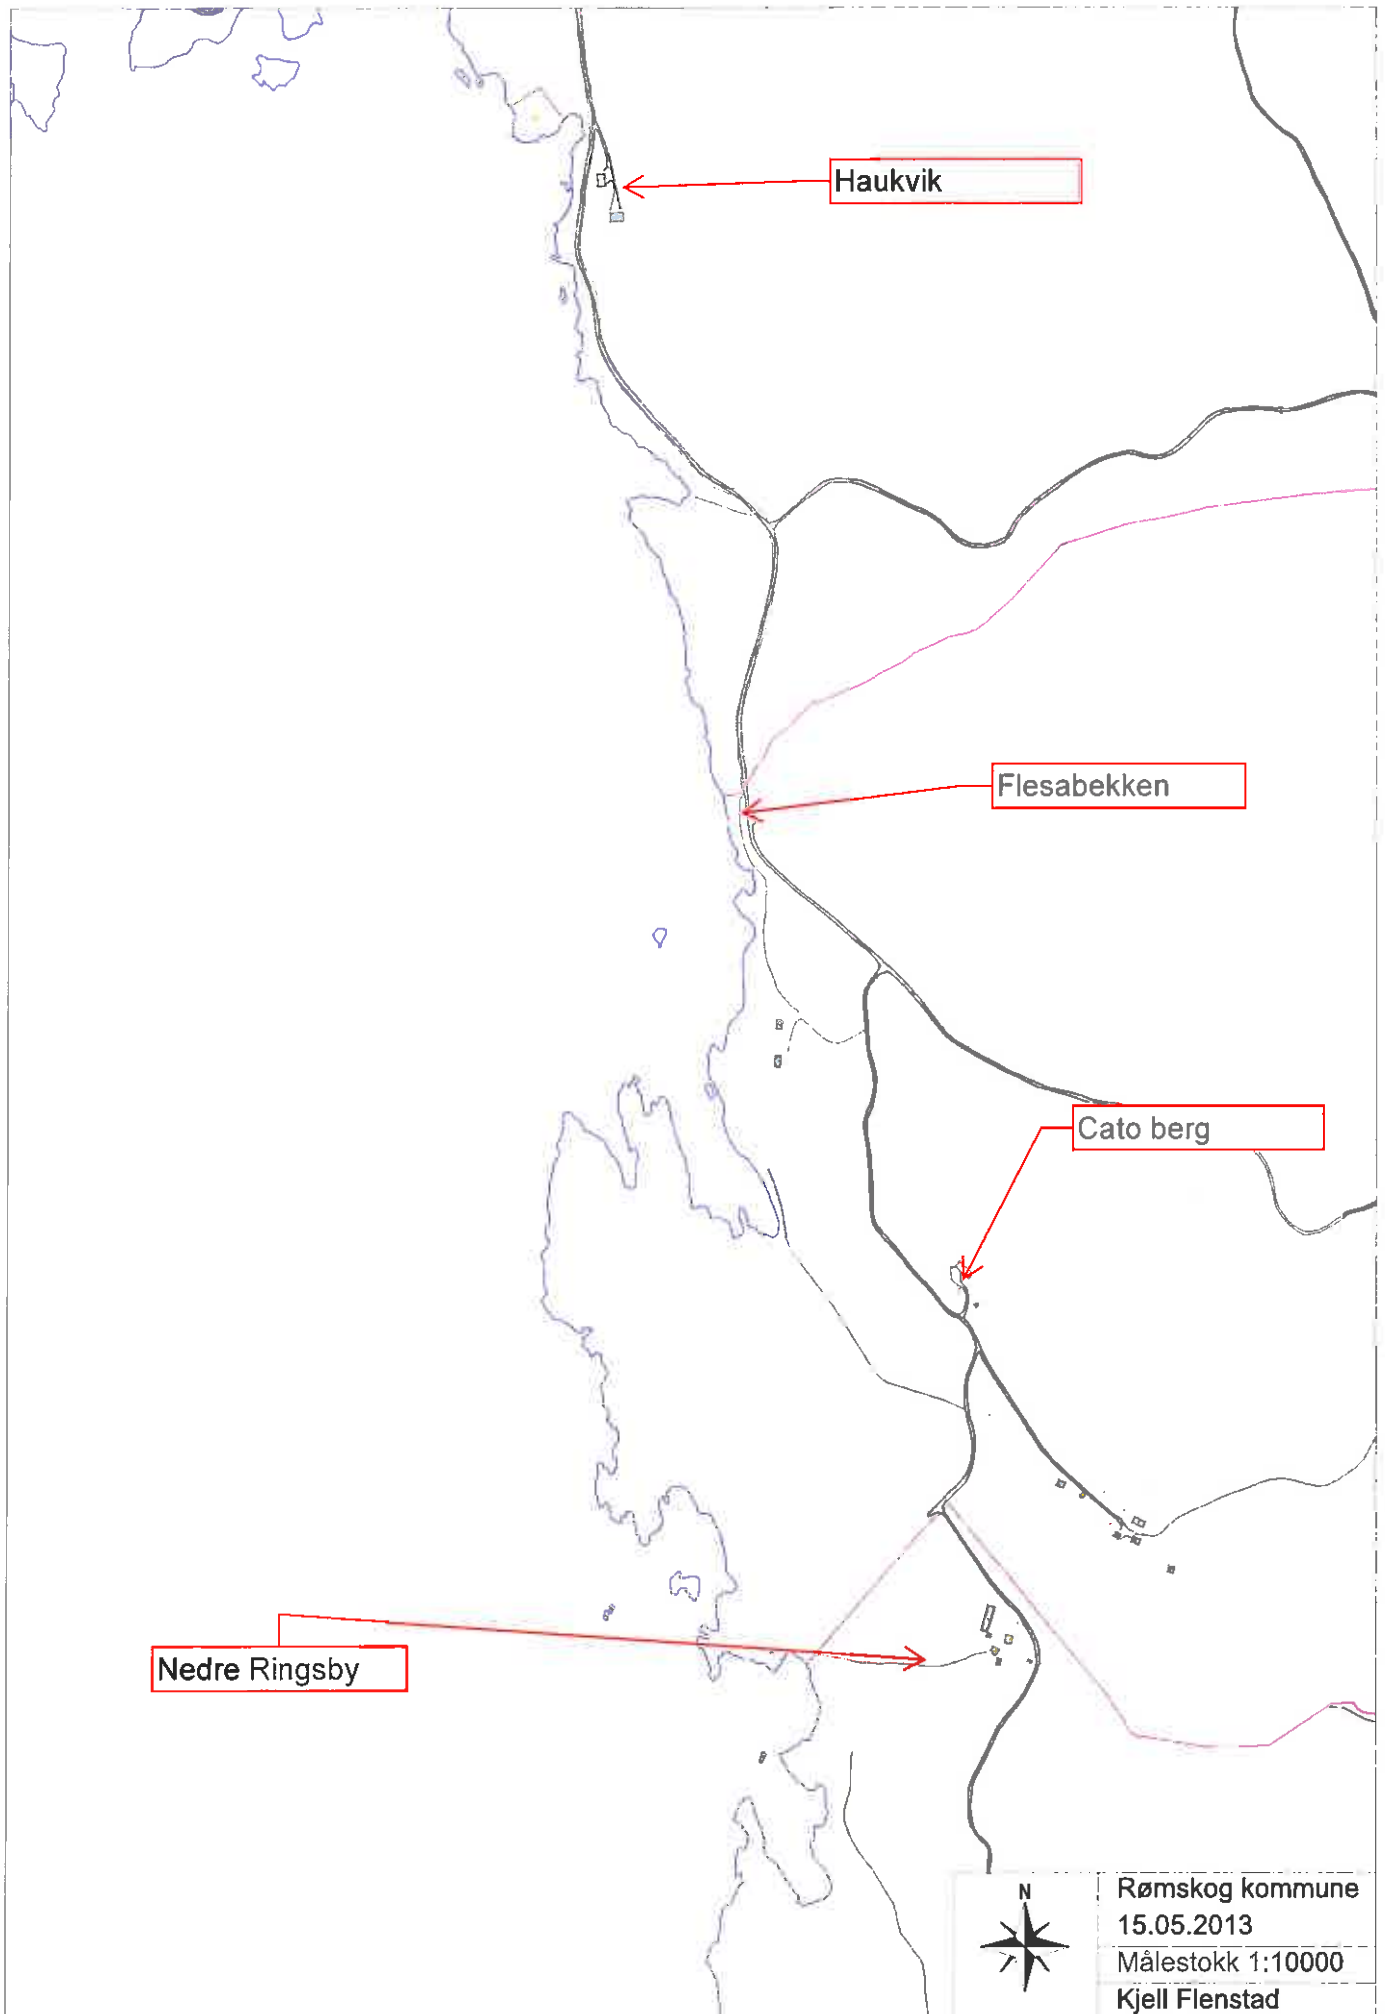 Haukvik
Flesabekken
Cato berg
Nedre Ringsby
N
Rømskog kommune
15.05.2013
Målestokk 1:10000
Kjell Flenstad